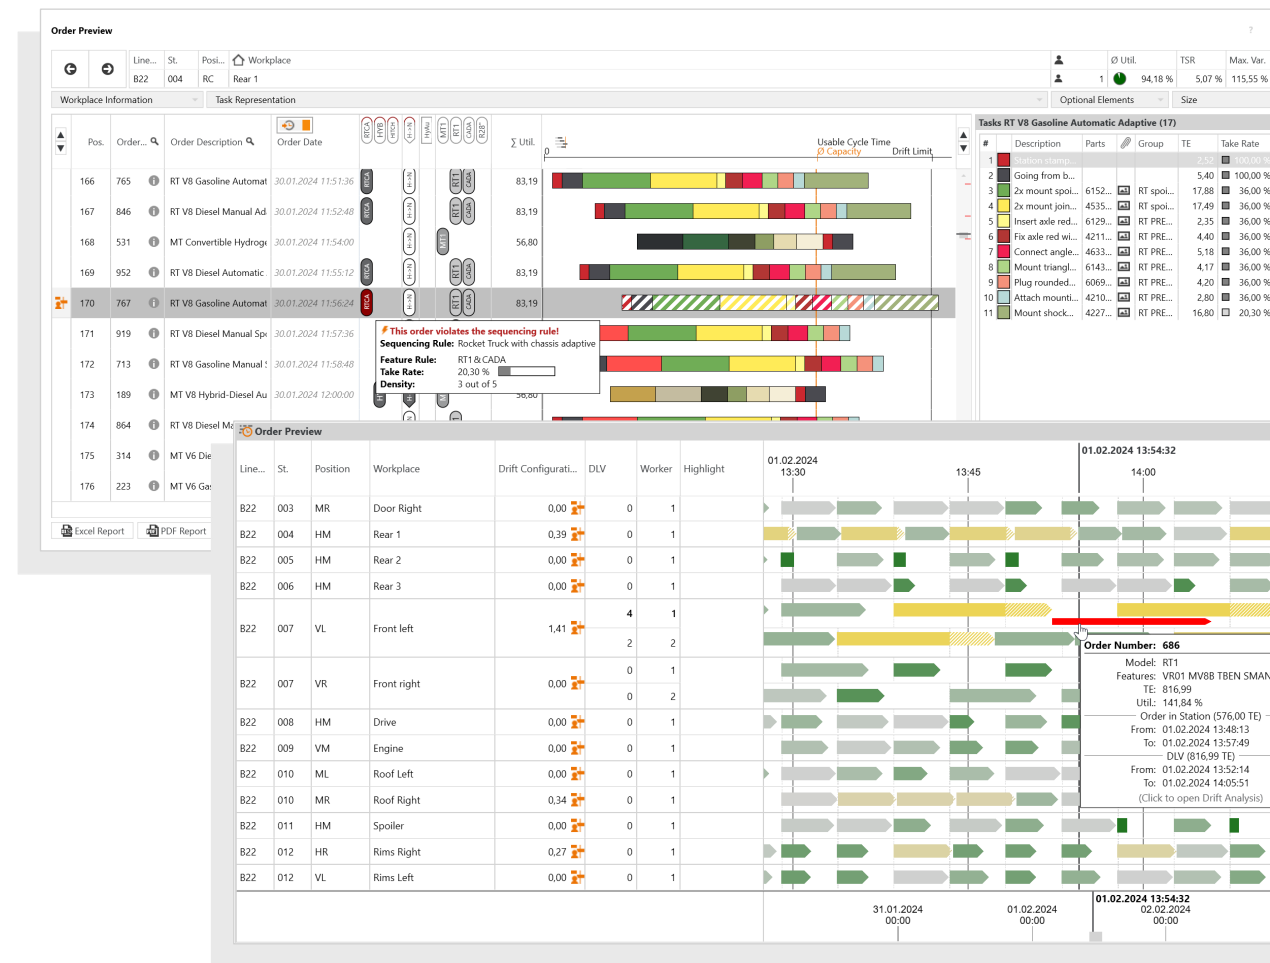 Order Preview
?
Line... St. Posi... Workplace Ø Util. TSR Max. Var.
B22 004 RC Rear 1 1 94,18 % 5,07 % 115,55 %
Workplace Information Task Representation Optional Elements Size
Pos. Order... Order Description Order Date RTCA HYB HITCH H->N HyAu MT1 RT1 CADA R2B" ∑ Util. 0 Usable Cycle Time
Ø Capacity Drift Limit
166 765 RT V8 Gasoline Automat 30.01.2024 11:51:36 RTCA H->N RT1 CADA 83,19
167 846 RT V8 Diesel Manual Ad 30.01.2024 11:52:48 RTCA H->N RT1 CADA 83,19
168 531 MT Convertible Hydroge 30.01.2024 11:54:00 H->N MT1 56,80
169 952 RT V8 Diesel Automatic 30.01.2024 11:55:12 RTCA H->N RT1 CADA 83,19
170 767 RT V8 Gasoline Automat 30.01.2024 11:56:24 RTCA H->N RT1 CADA 83,19
171 919 RT V8 Diesel Manual Spo 30.01.2024 11:57:36
172 713 RT V8 Gasoline Manual 30.01.2024 11:58:48
173 189 MT V8 Hybrid-Diesel Au 30.01.2024 12:00:00 56,80
174 864 RT V8 Diesel Ma
175 314 MT V6 Die
176 223 MT V6 Gas
Excel Report PDF Report
This order violates the sequencing rule!
Sequencing Rule: Rocket Truck with chassis adaptive
Feature Rule: RT1&CADA
Take Rate: 20,30 %
Density: 3 out of 5
Tasks RT V8 Gasoline Automatic Adaptive (17)
# Description Parts Group TE Take Rate
1 Station stamp... 2,52 100,00 %
2 Going from b... 5,40 100,00 %
3 2x mount spoi... 6152... RT spoi... 17,88 36,00 %
4 2x mount join... 4535... RT spoi... 17,49 36,00 %
5 Insert axle red... 6129... RT PRE... 2,35 36,00 %
6 Fix axle red wi... 4211... RT PRE... 4,40 36,00 %
7 Connect angle... 4633... RT PRE... 5,18 36,00 %
8 Mount triangl... 6143... RT PRE... 4,17 36,00 %
9 Plug rounded... 6069... RT PRE... 4,20 36,00 %
10 Attach mounti... 4210... RT PRE... 2,80 36,00 %
11 Mount shock... 4227... RT PRE... 16,80 20,30 %
Order Preview
Line... St. Position Workplace Drift Configurati... DLV Worker Highlight
01.02.2024 13:54:32
01.02.2024
13:30 13:45 14:00
B22 003 MR Door Right 0,00 0 1
B22 004 HM Rear 1 0,39 0 1
B22 005 HM Rear 2 0,00 0 1
B22 006 HM Rear 3 0,00 0 1
4 1
B22 007 VL Front left 1,41
2 2
0 1
B22 007 VR Front right 0,00
0 2
B22 008 HM Drive 0,00 0 1
B22 009 VM Engine 0,00 0 1
B22 010 ML Roof Left 0,00 0 1
B22 010 MR Roof Right 0,34 0 1
B22 011 HM Spoiler 0,00 0 1
B22 012 HR Rims Right 0,27 0 1
B22 012 VL Rims Left 0,00 0 1
Order Number: 686
Model: RT1
Features: VR01 MV8B TBEN SMAN
TE: 816,99
Util.: 141,84 %
Order in Station (576,00 TE)
From: 01.02.2024 13:48:13
To: 01.02.2024 13:57:49
DLV (816,99 TE)
From: 01.02.2024 13:52:14
To: 01.02.2024 14:05:51
(Click to open Drift Analysis)
01.02.2024 13:54:32
31.01.2024 01.02.2024 02.02.2024
00:00 00:00 00:00